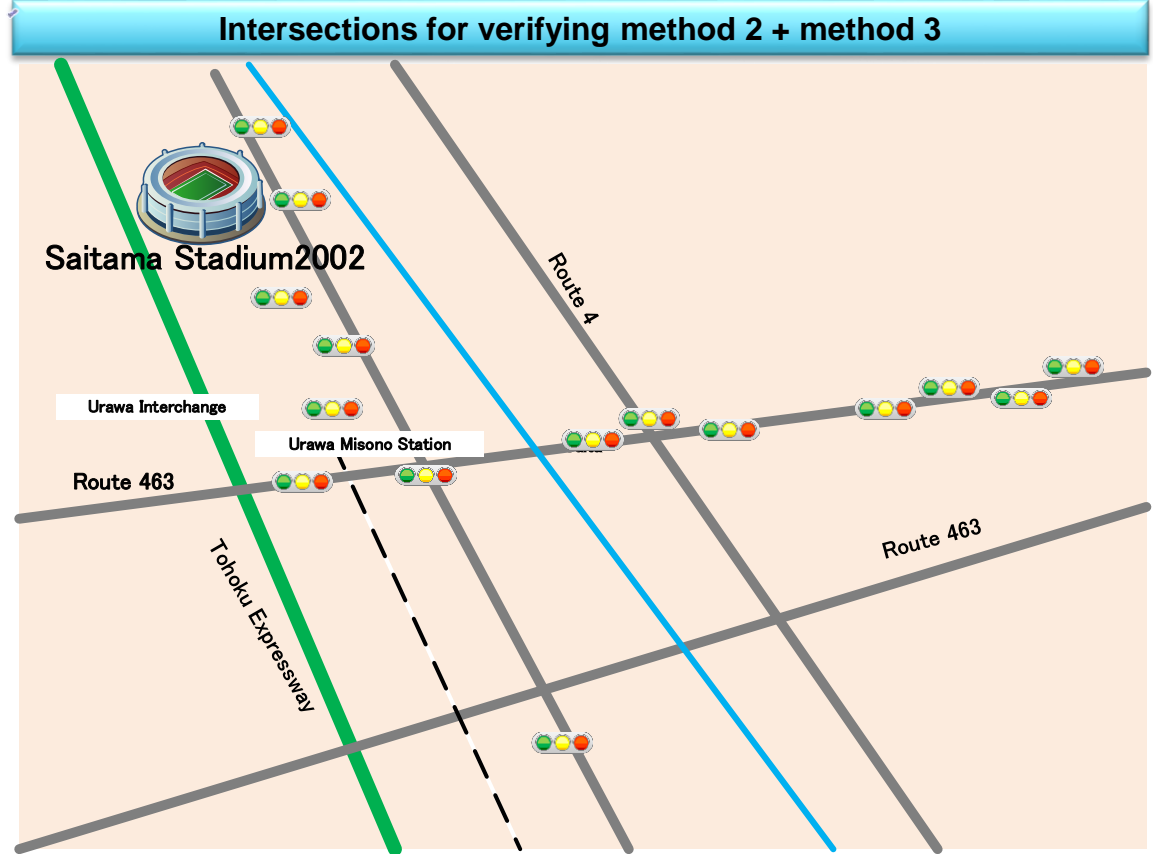 Intersections for verifying method 2 + method 3
Saitama Stadium2002
Route 4
Urawa Interchange
Urawa Misono Station
Route 463
Route 463
Tohoku Expressway